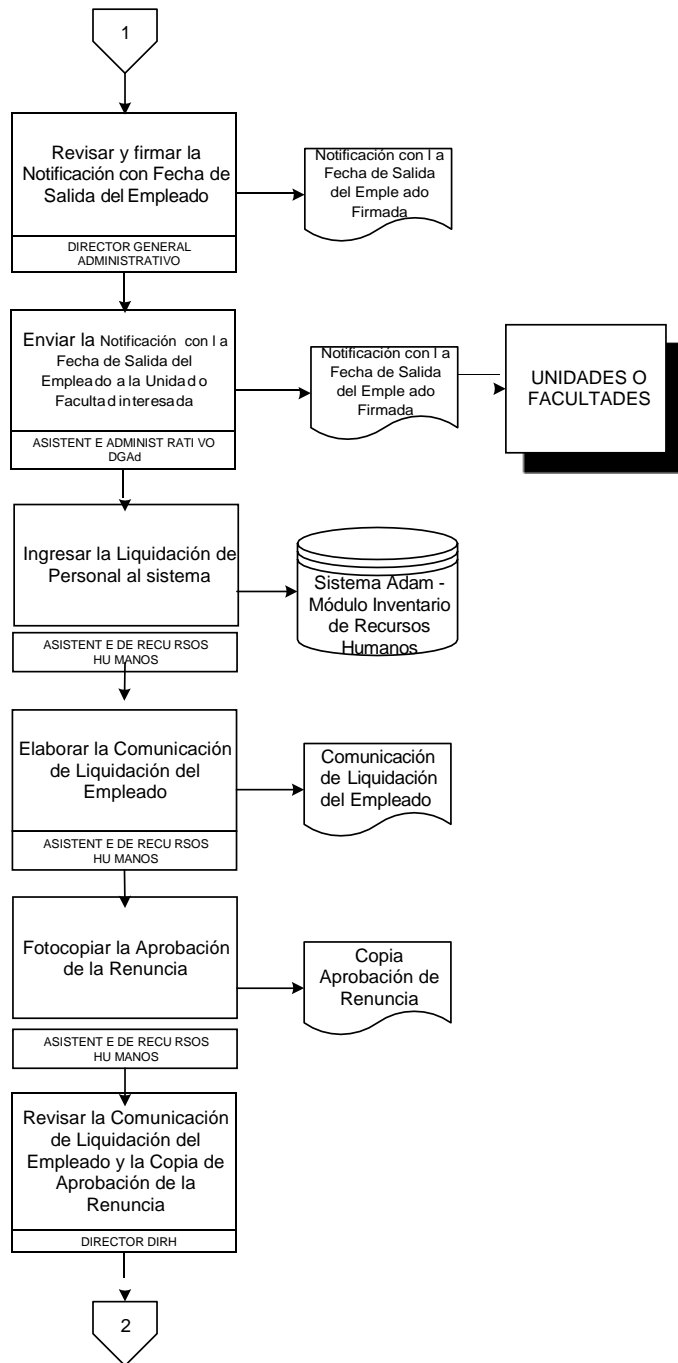 1
Revisar y firmar la
Notificación con Fecha de
Salida del Empleado
DIRECTOR GENERAL
ADMINISTRATIVO
Notificación con l a
Fecha de Salida
del Emple ado
Firmada
Enviar la Notificación con l a
Fecha de Salida del
Emplea do a la Unida d o
Faculta d interesada
ASISTENT E ADMINIST RATI VO
DGAd
Notificación con l a
Fecha de Salida
del Emple ado
Firmada
UNIDADES O
FACULTADES
Ingresar la Liquidación de
Personal al sistema
ASISTENT E DE RECU RSOS
HU MANOS
Sistema Adam -
Módulo Inventario
de Recursos
Humanos
Elaborar la Comunicación
de Liquidación del
Empleado
ASISTENT E DE RECU RSOS
HU MANOS
Comunicación
de Liquidación
del Empleado
Fotocopiar la Aprobación
de la Renuncia
ASISTENT E DE RECU RSOS
HU MANOS
Copia
Aprobación de
Renuncia
Revisar la Comunicación
de Liquidación del
Empleado y la Copia de
Aprobación de la
Renuncia
DIRECTOR DIRH
2